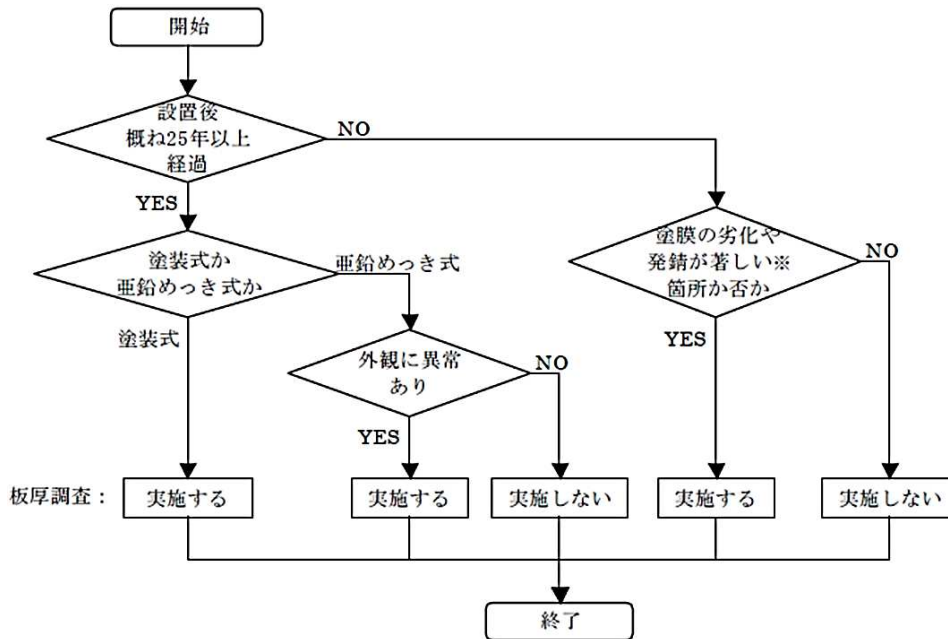 開始
設置後
概ね25年以上
経過
NO
YES
塗装式か
亜鉛めっき式か
亜鉛めっき式
塗膜の劣化や
発錆が著しい※
箇所か否か
NO
塗装式
YES
外観に異常
あり
NO
YES
板厚調査：
実施する
実施する
実施しない
実施する
実施しない
終了